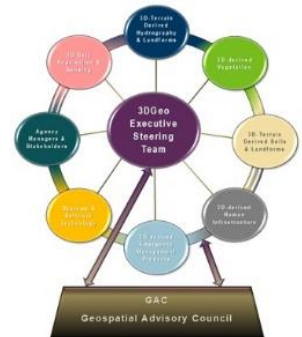 3D-Terrain
Derived
Hydrography
& Landforms
3D-derived
Vegetation
3D-Terrain
Derived Soils
& Landforms
3D-derived
Human
Infrastructure
3D-derived
Emergency
Management
Products
Technology
Agency
Managers &
Stakeholders
3DGeo
Executive
Steering
Team
GAC
Geospatial Advisory Council